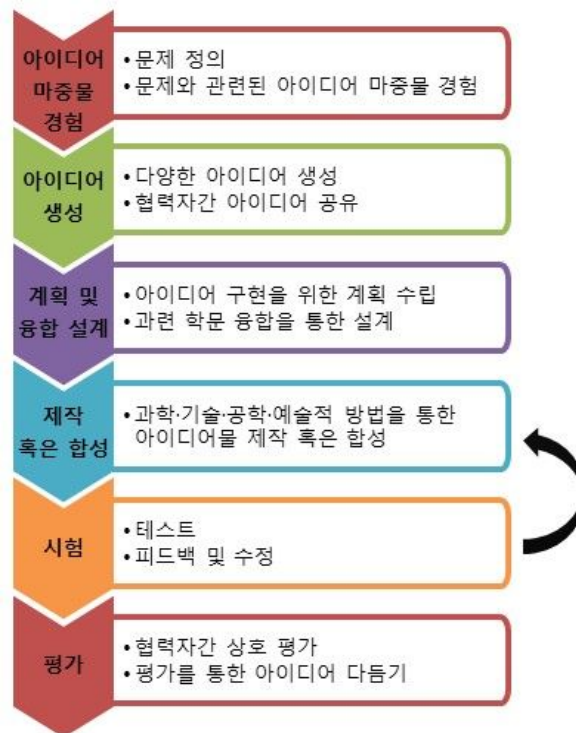 아이디어
마중물
경험
• 문제 정의
• 문제와 관련된 아이디어 마중물 경험
아이디어
생성
• 다양한 아이디어 생성
• 협력자간 아이디어 공유
계획 및
융합 설계
• 아이디어 구현을 위한 계획 수립
• 과련 학문 융합을 통한 설계
제작
혹은 합성
• 과학·기술·공학·예술적 방법을 통한
아이디어물 제작 혹은 합성
시험
• 테스트
• 피드백 및 수정
평가
• 협력자간 상호 평가
• 평가를 통한 아이디어 다듬기